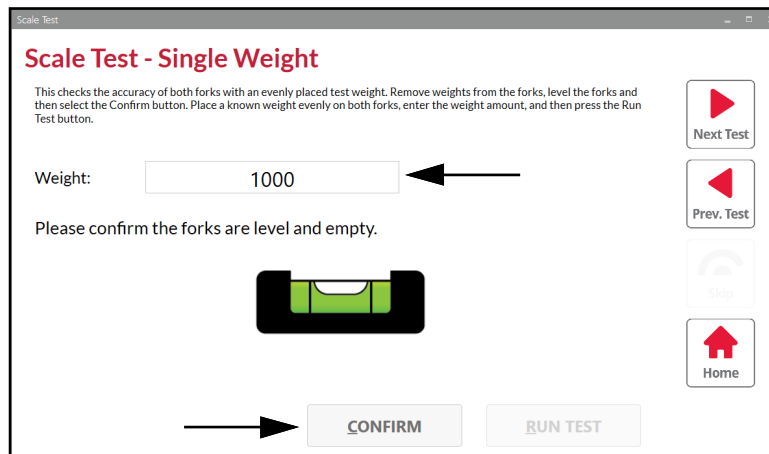 Scale Test
Scale Test - Single Weight
This checks the accuracy of both forks with an evenly placed test weight. Remove weights from the forks, level the forks and
then select the Confirm button. Place a known weight evenly on both forks, enter the weight amount, and then press the Run
Test button.
Next Test
Weight:
1000
Prev. Test
Please confirm the forks are level and empty.
Skip
Home
CONFIRM
RUN TEST